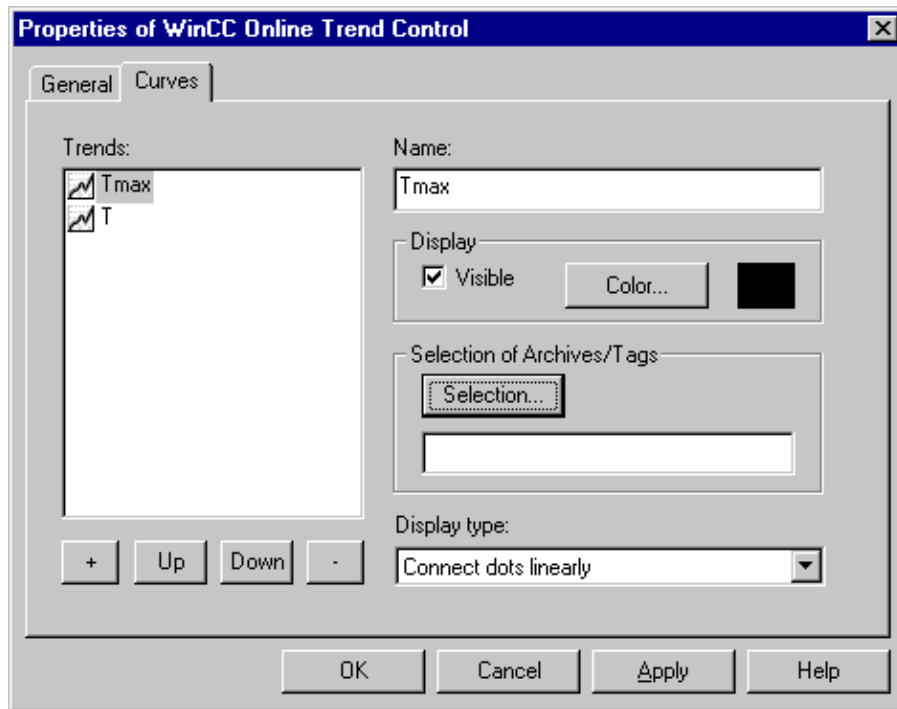 Properties of WinCC Online Trend Control
General Curves
Trends:
Tmax
T
+ Up Down -
Name:
Tmax
Display
Visible Color...
Selection of Archives/Tags
Selection...
Display type:
Connect dots linearly
OK Cancel Apply Help